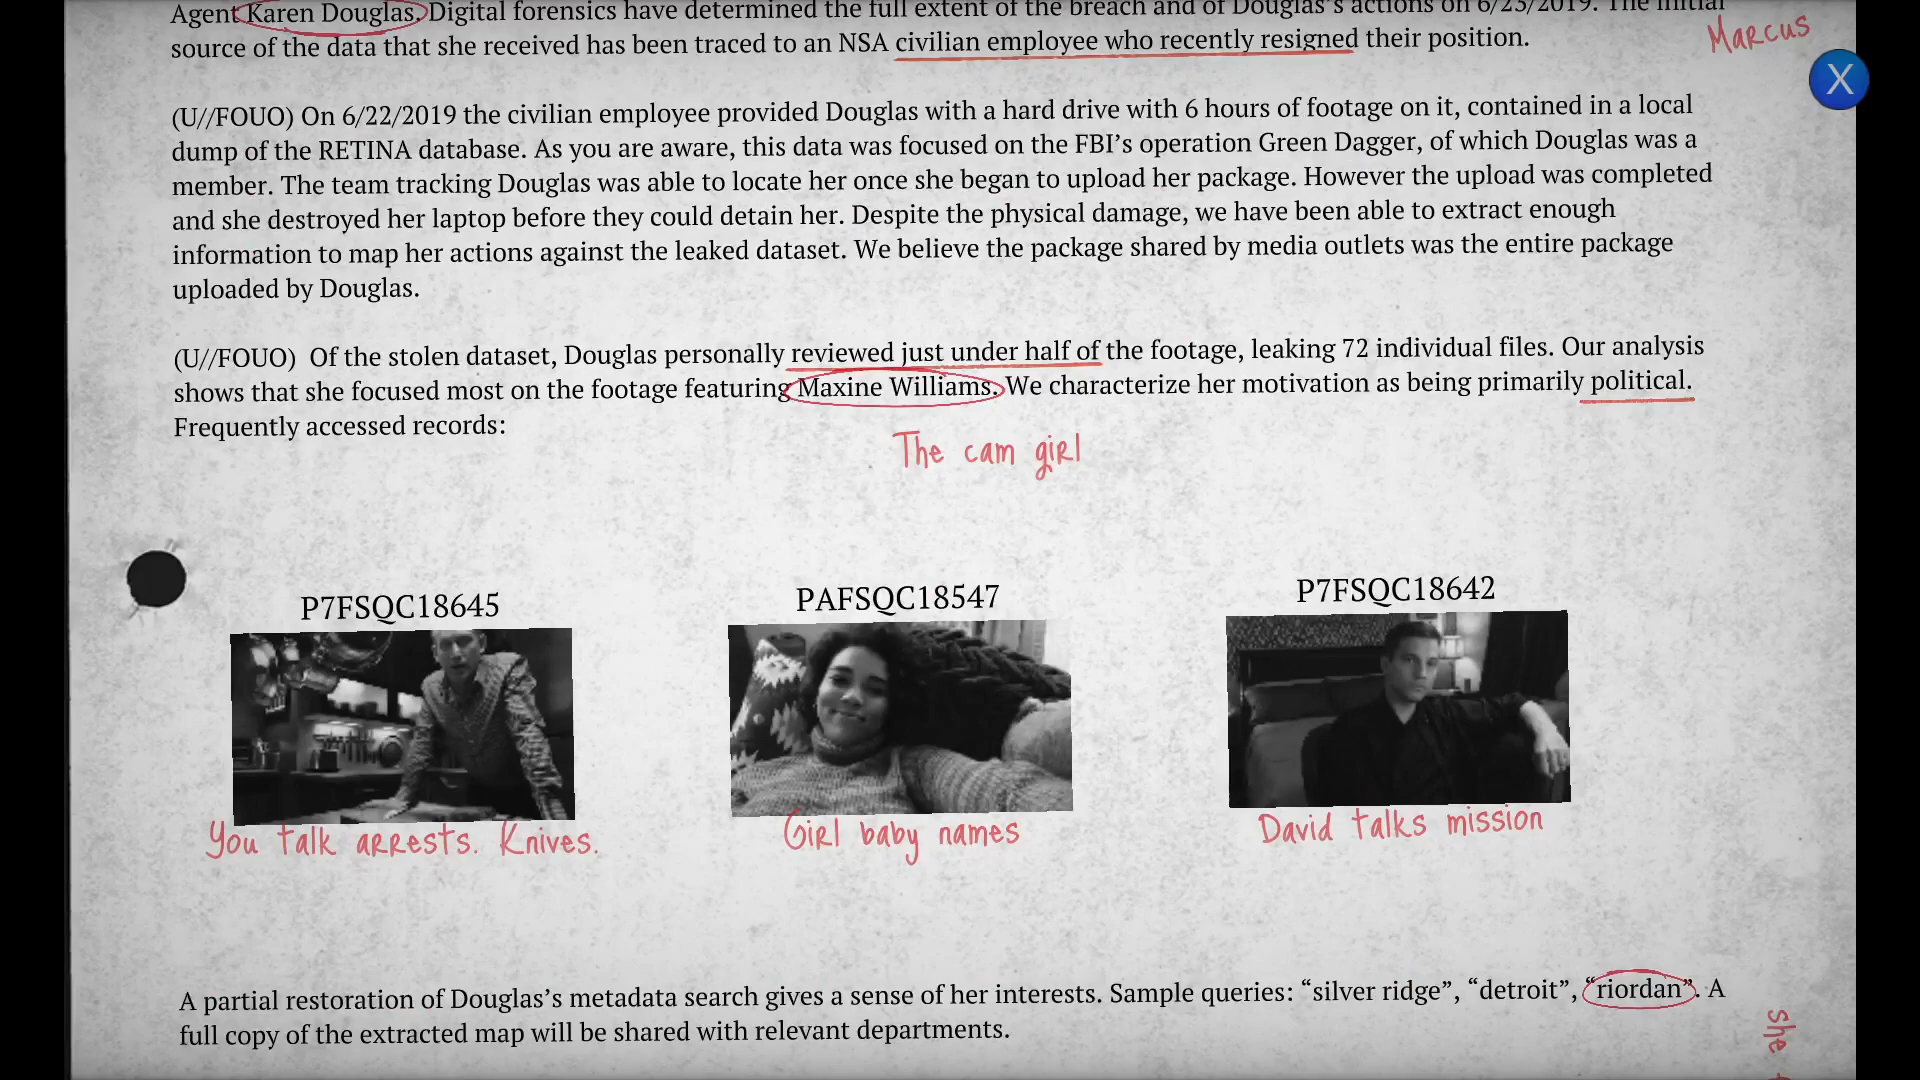 Agent Karen Douglas. Digital forensics have determined the full extent of the breach and of Douglas's actions on 6/23/2019. The initial
source of the data that she received has been traced to an NSA civilian employee who recently resigned their position.
Marcus
X
(U//FOUO) On 6/22/2019 the civilian employee provided Douglas with a hard drive with 6 hours of footage on it, contained in a local
dump of the RETINA database. As you are aware, this data was focused on the FBI's operation Green Dagger, of which Douglas was a
member. The team tracking Douglas was able to locate her once she began to upload her package. However the upload was completed
and she destroyed her laptop before they could detain her. Despite the physical damage, we have been able to extract enough
information to map her actions against the leaked dataset. We believe the package shared by media outlets was the entire package
uploaded by Douglas.
(U//FOUO) Of the stolen dataset, Douglas personally reviewed just under half of the footage, leaking 72 individual files. Our analysis
shows that she focused most on the footage featuring Maxine Williams. We characterize her motivation as being primarily political.
Frequently accessed records:
The cam girl
P7FSQC18645
PAFSQC18547
P7FSQC18642
You talk arrests. Knives.
Girl baby names
David talks mission
A partial restoration of Douglas's metadata search gives a sense of her interests. Sample queries: “silver ridge”, “detroit”, “riordan”. A
full copy of the extracted map will be shared with relevant departments.
she